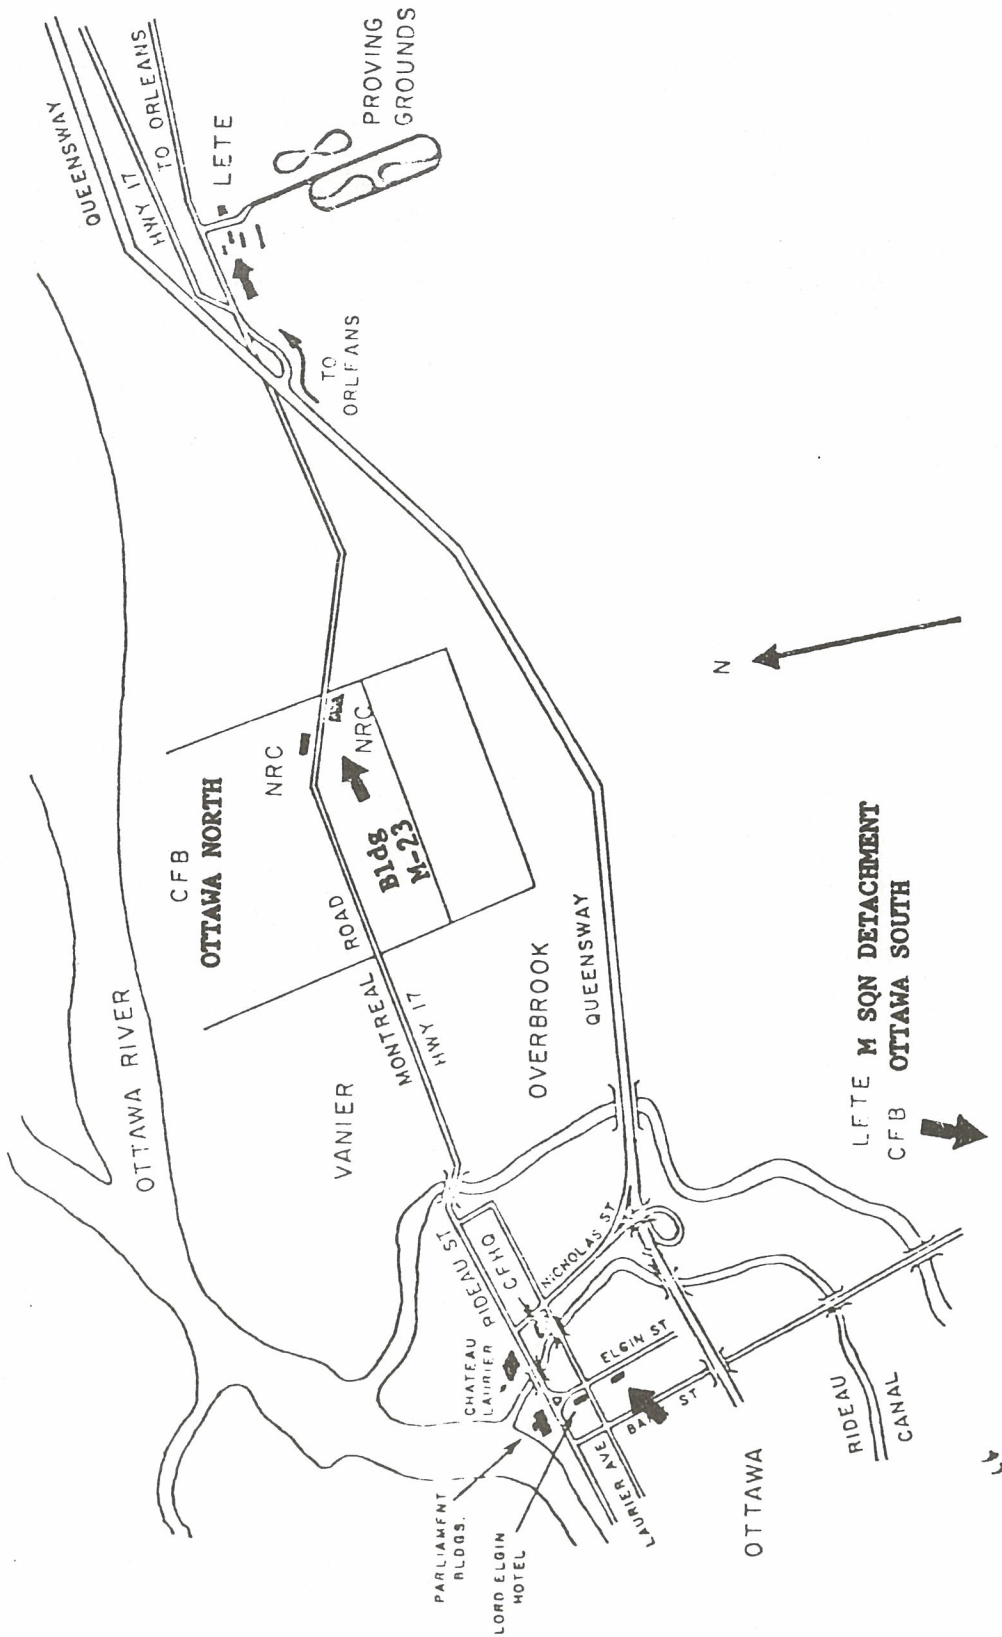 QUEENSWAY
HWY 17
TO ORLEANS
LETE
PROVING
GROUNDS
TO
ORLEANS
OTTAWA RIVER
CFB
OTTAWA NORTH
NRC
NRC
Bldg
M-23
MONTREAL ROAD
HWY 17
VANIER
OVERBROOK
QUEENSWAY
N
LETE M SQN DETACHMENT
CFB OTTAWA SOUTH
RIDEAU ST
CFHQ
NICHOLAS ST
CHATEAU
LAURIER
ELGIN ST
PARLIAMENT
BLDGS.
LORD ELGIN
HOTEL
LAURIER AVE
ST
OTTAWA
RIDEAU
CANAL